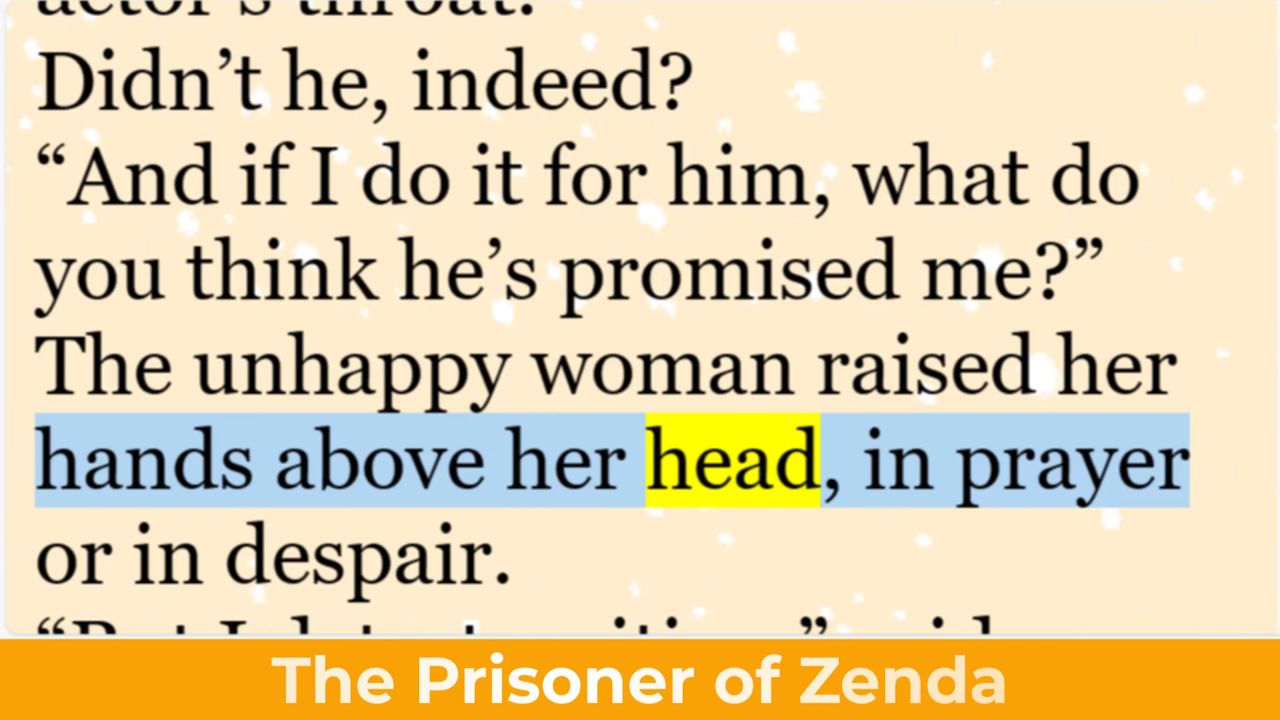 Didn’t he, indeed?
“And if I do it for him, what do
you think he’s promised me?”
The unhappy woman raised her
hands above her head, in prayer
or in despair.
The Prisoner of Zenda